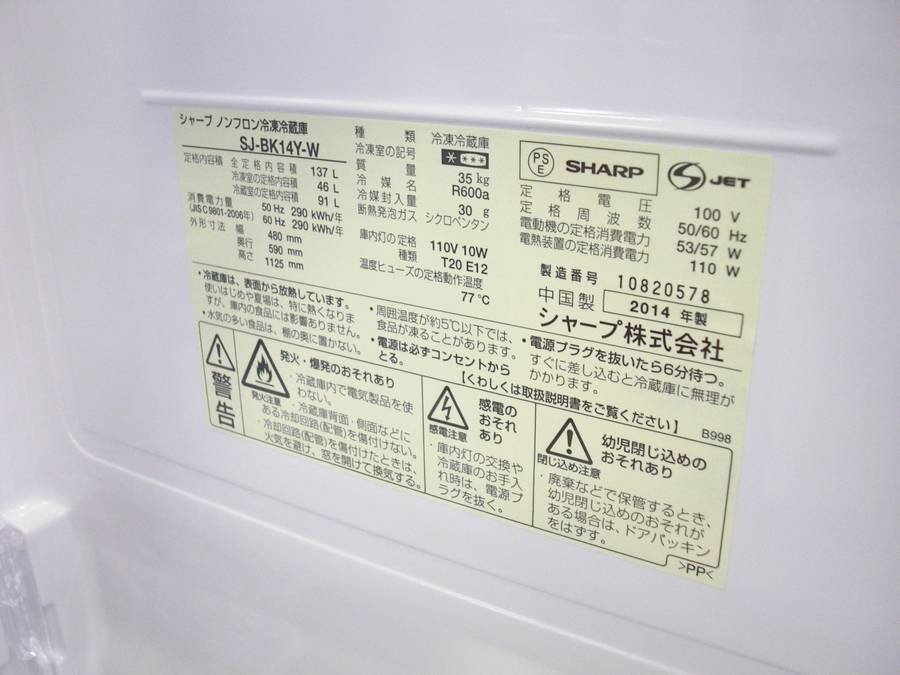 シャープ ノンフロン冷凍冷蔵庫
SJ-BK14Y-W
定格内容積 全定格内容積 137 L
冷凍室の定格内容積 46 L
冷蔵室の定格内容積 91 L
消費電力量 50 Hz 290 kWh/年
(JIS C 9801-2006年) 60 Hz 290 kWh/年
外形寸法 幅 480 mm
奥行 590 mm
高さ 1125 mm
種類 冷凍冷蔵庫
冷凍室の記号 * ***
質量 35 kg
冷媒名 R600a
冷媒封入量 30 g
断熱発泡ガス シクロペンタン
庫内灯の定格 110V 10W
種類 T20 E12
温度ヒューズの定格動作温度
77℃
PS
E
SHARP
JET
定格電圧 100 V
定格周波数 50/60 Hz
電動機の定格消費電力 53/57 W
電熱装置の定格消費電力 110 W
製造番号 10820578
中国製 2014 年製
シャープ株式会社
・冷蔵庫は、表面から放熱しています。
使いはじめや夏場は、特に熱くなりま
すが、庫内の食品には影響ありません。
・水気の多い食品は、棚の奥に置かない。
・周囲温度が約5℃以下では、
食品が凍ることがあります。
・電源は必ずコンセントから
とる。
・電源プラグを抜いたら6分待つ。
すぐに差し込むと冷蔵庫に無理が
かかります。
【くわしくは取扱説明書をご覧ください】
B998
警告
発火注意
発火・爆発のおそれあり
・冷蔵庫内で電気製品を使
わない。
・冷蔵庫背面・側面などに
ある冷却回路(配管)を傷付けない。
・冷却回路(配管)を傷付けたときは、
火気を避け、窓を開けて換気する。
感電注意
感電の
おそれ
あり
・庫内灯の交換や
冷蔵庫のお手入
れ時は、電源プ
ラグを抜く。
閉じ込め注意
幼児閉じ込めの
おそれあり
・廃棄などで保管するとき、
幼児閉じ込めのおそれが
ある場合は、ドアパッキン
をはずす。
>PP<